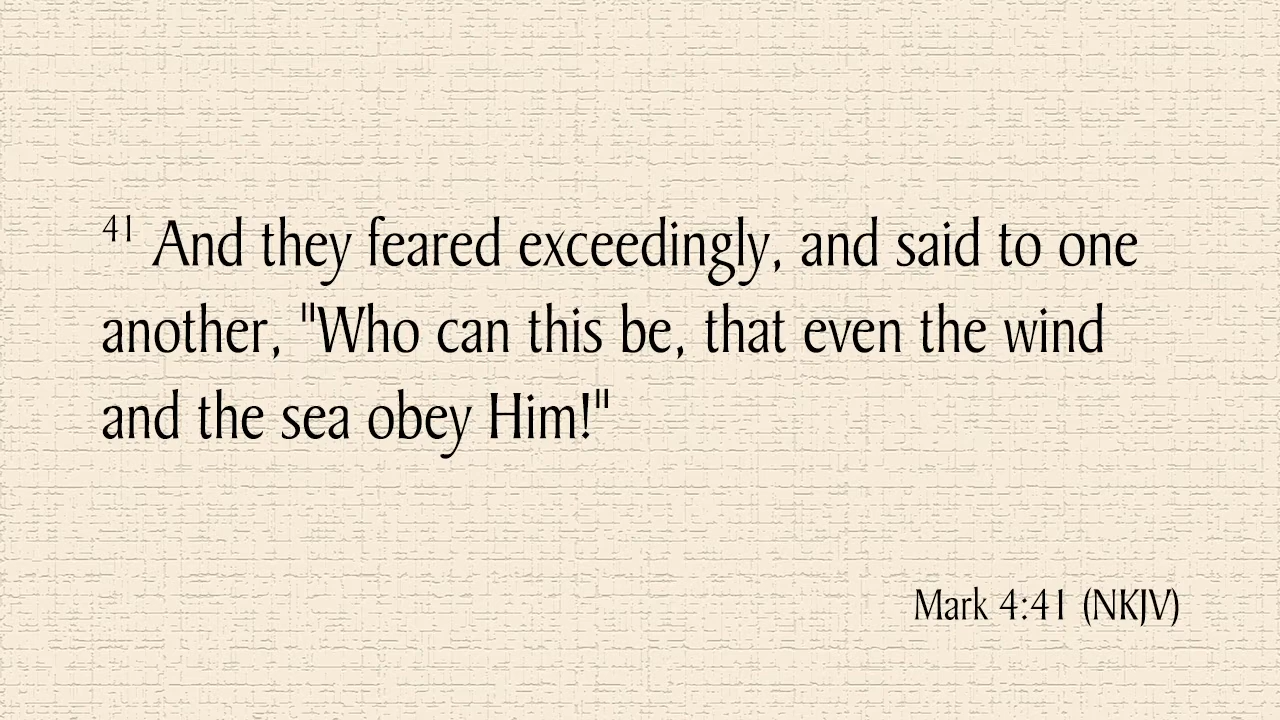 41 And they feared exceedingly, and said to one
another, "Who can this be, that even the wind
and the sea obey Him!"
Mark 4:41 (NKJV)